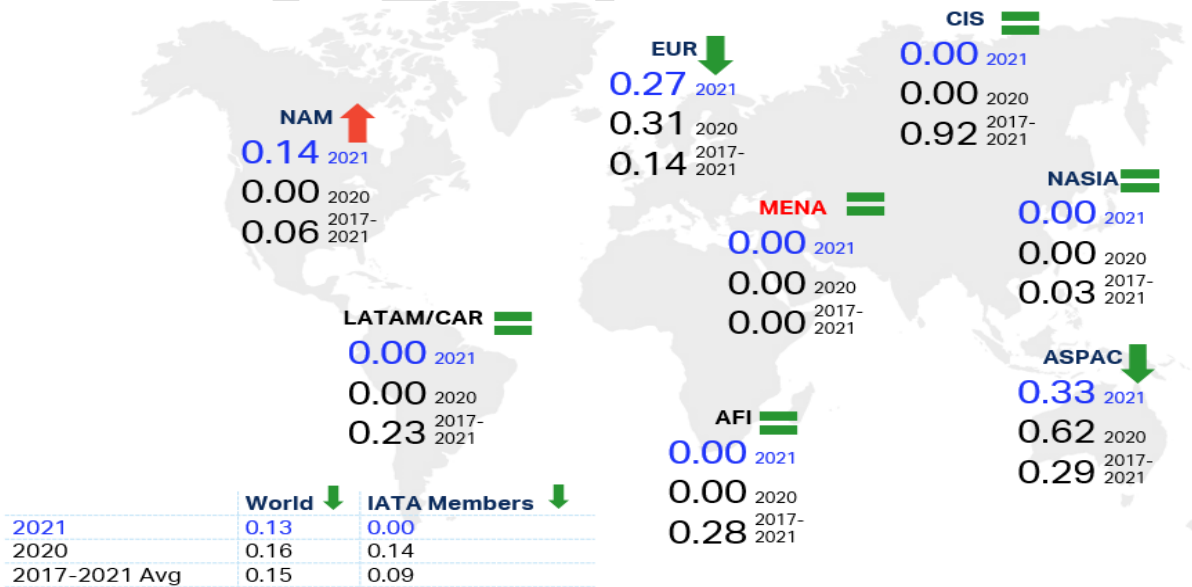 CIS
0.00 2021
0.00 2020
0.92 2017-
2021
EUR
0.27 2021
0.31 2020
0.14 2017-
2021
NAM
0.14 2021
0.00 2020
0.06 2017-
2021
NASIA
0.00 2021
0.00 2020
0.03 2017-
2021
MENA
0.00 2021
0.00 2020
0.00 2017-
2021
LATAM/CAR
0.00 2021
0.00 2020
0.23 2017-
2021
ASPAC
0.33 2021
0.62 2020
0.29 2017-
2021
AFI
0.00 2021
0.00 2020
0.28 2017-
2021
World IATA Members
2021 0.13 0.00
2020 0.16 0.14
2017-2021 Avg 0.15 0.09